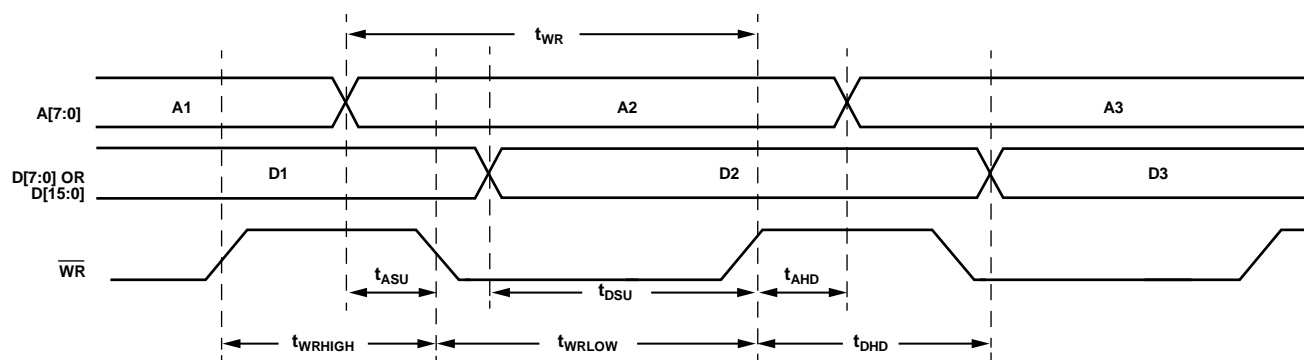 tWR
A[7:0]
A1
A2
A3
D[7:0] OR
D[15:0]
D1
D2
D3
WR
tASU
tDSU
tAHD
tWRHIGH
tWRLOW
tDHD